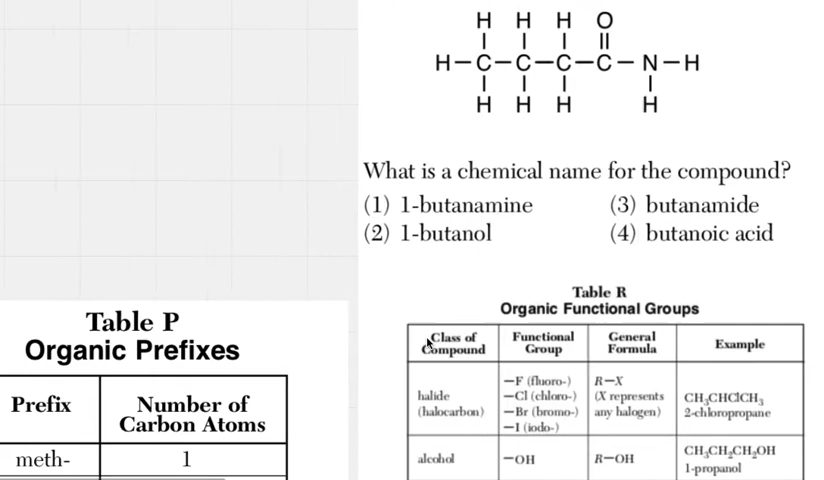 H H H O
H-C-C-C-C-N-H
H H H H
What is a chemical name for the compound?
(1) 1-butanamine (3) butanamide
(2) 1-butanol (4) butanoic acid
Table P
Organic Prefixes
Prefix Number of Carbon Atoms
meth- 1
Table R
Organic Functional Groups
Class of Compound Functional Group General Formula Example
halide (halocarbon) —F (fluoro-) —Cl (chloro-) —Br (bromo-) —I (iodo-) R—X (X represents any halogen) CH₃CHClCH₃ 2-chloropropane
alcohol —OH R—OH CH₃CH₂CH₂OH 1-propanol